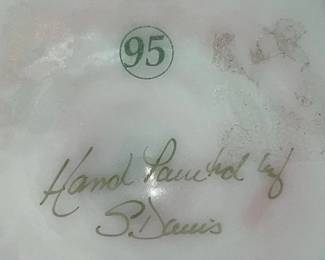 95
Hand Painted by
S. Davis